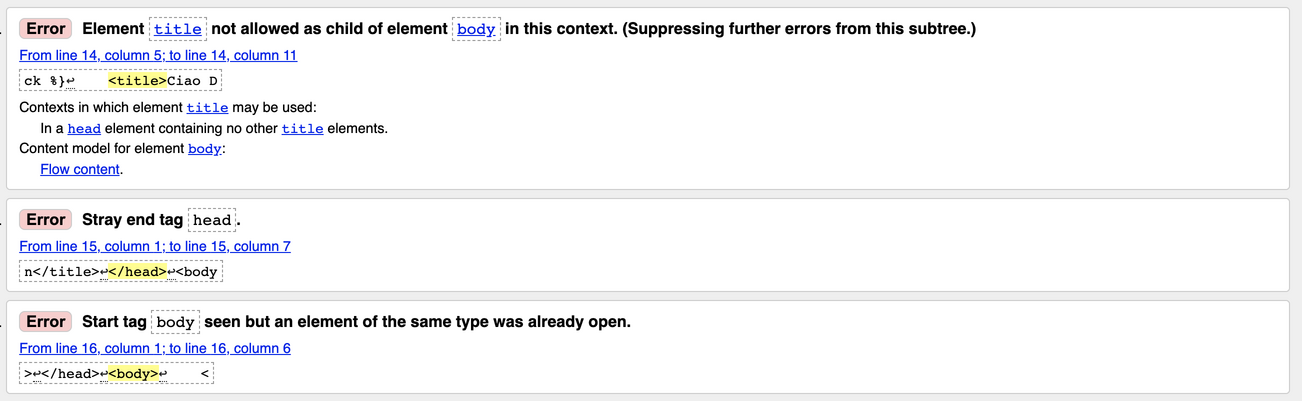 Error Element title not allowed as child of element body in this context. (Suppressing further errors from this subtree.)
From line 14, column 5; to line 14, column 11
ck %}↩    <title>Ciao D
Contexts in which element title may be used:
In a head element containing no other title elements.
Content model for element body:
Flow content.
Error Stray end tag head.
From line 15, column 1; to line 15, column 7
n</title>↩</head>↩<body
Error Start tag body seen but an element of the same type was already open.
From line 16, column 1; to line 16, column 6
>↩</head>↩<body>↩    <